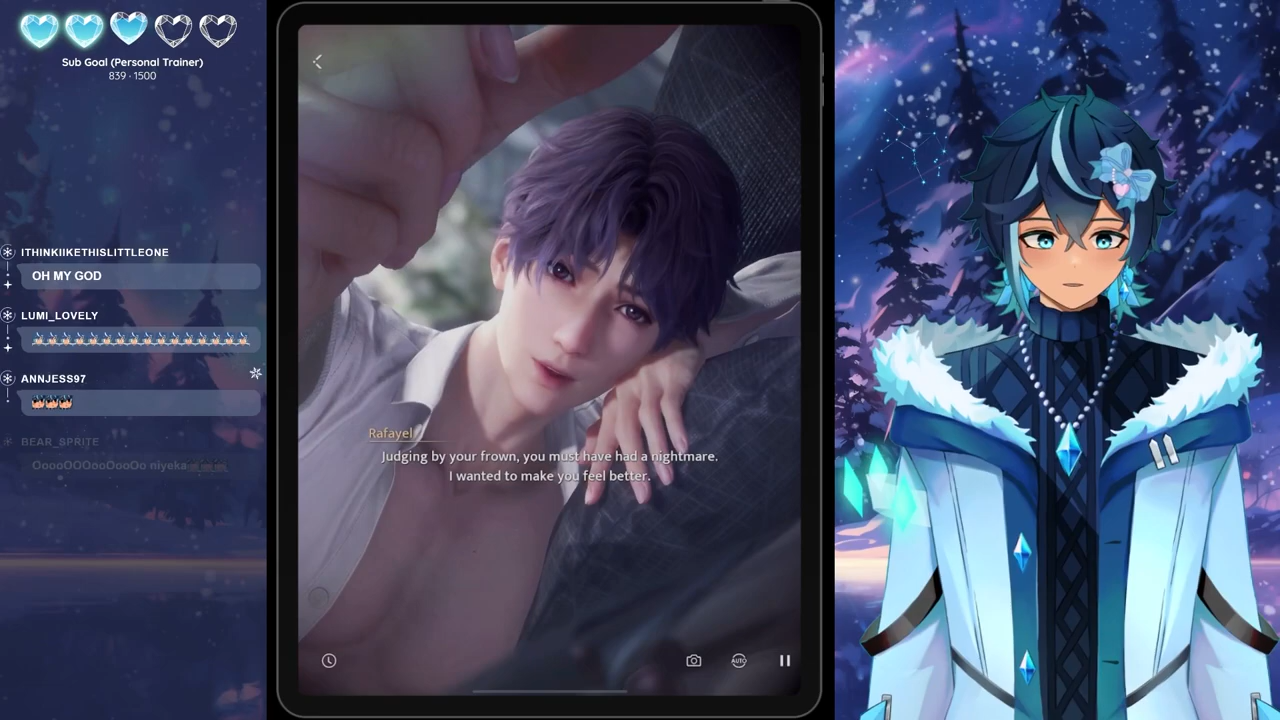 Sub Goal (Personal Trainer)
839 · 1500
ITHINKIIKETHISLITTLEONE
OH MY GOD
LUMI_LOVELY
ANNJESS97
BEAR_SPRITE
OoooOOOooOooOo niyeka
Rafayel
Judging by your frown, you must have had a nightmare.
I wanted to make you feel better.
AUTO